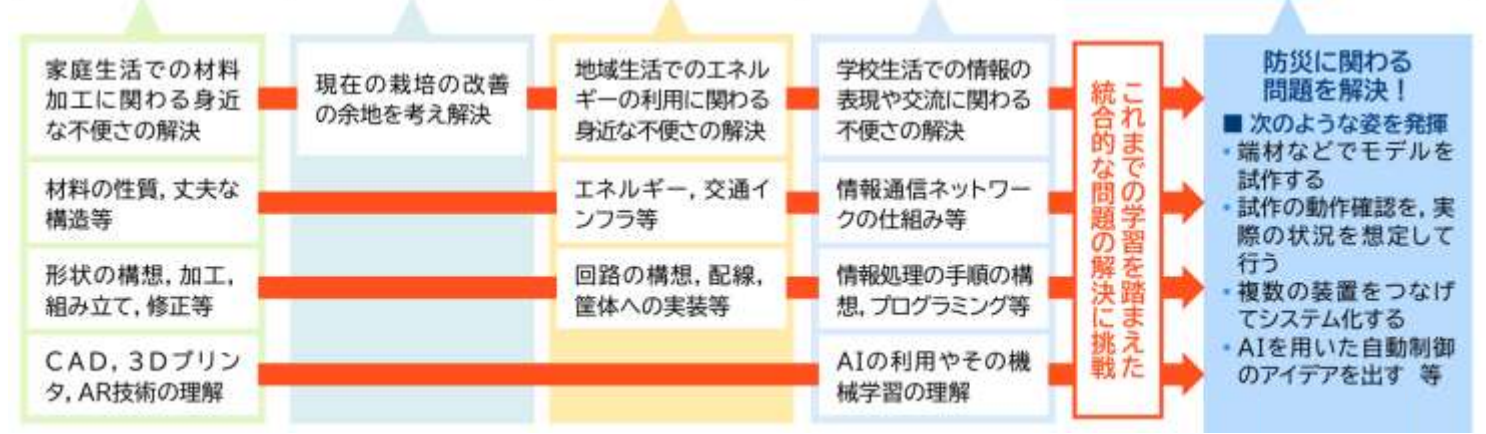 家庭生活での材料
加工に関わる身近
な不便さの解決
材料の性質,丈夫な
構造等
形状の構想,加工,
組み立て,修正等
CAD,3Dプリン
タ,AR技術の理解
現在の栽培の改善
の余地を考え解決
地域生活でのエネル
ギーの利用に関わる
身近な不便さの解決
エネルギー,交通イ
ンフラ等
回路の構想,配線,
筐体への実装等
学校生活での情報の
表現や交流に関わる
不便さの解決
情報通信ネットワー
クの仕組み等
情報処理の手順の構
想,プログラミング等
AIの利用やその機
械学習の理解
これまでの学習を踏まえた
統合的な問題の解決に挑戦
防災に関わる
問題を解決!
■ 次のような姿を発揮
・端材などでモデルを
試作する
・試作の動作確認を,実
際の状況を想定して
行う
・複数の装置をつなげ
てシステム化する
・AIを用いた自動制御
のアイデアを出す 等